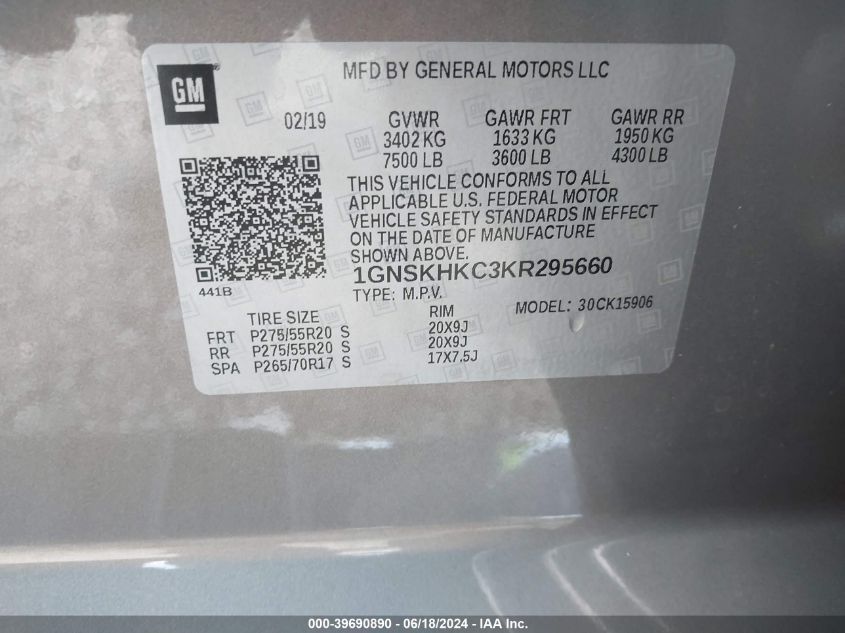 GM
MFD BY GENERAL MOTORS LLC
02/19 GVWR GAWR FRT GAWR RR
3402 KG 1633 KG 1950 KG
7500 LB 3600 LB 4300 LB
THIS VEHICLE CONFORMS TO ALL
APPLICABLE U.S. FEDERAL MOTOR
VEHICLE SAFETY STANDARDS IN EFFECT
ON THE DATE OF MANUFACTURE
SHOWN ABOVE.
1GNSKHKC3KR295660
441B
TYPE: M.P.V. MODEL: 30CK15906
TIRE SIZE RIM
FRT P275/55R20 S 20X9J
RR P275/55R20 S 20X9J
SPA P265/70R17 S 17X7.5J
000-39690890 - 06/18/2024 - IAA Inc.